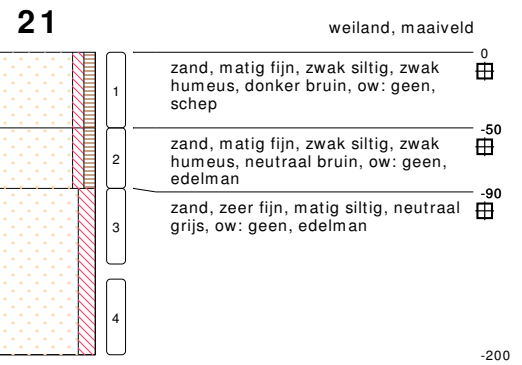 21
weiland, maaiveld
0
zand, matig fijn, zwak siltig, zwak
humeus, donker bruin, ow: geen,
schep
1
-50
zand, matig fijn, zwak siltig, zwak
humeus, neutraal bruin, ow: geen,
edelman
2
-90
zand, zeer fijn, matig siltig, neutraal
grijs, ow: geen, edelman
3
4
-200